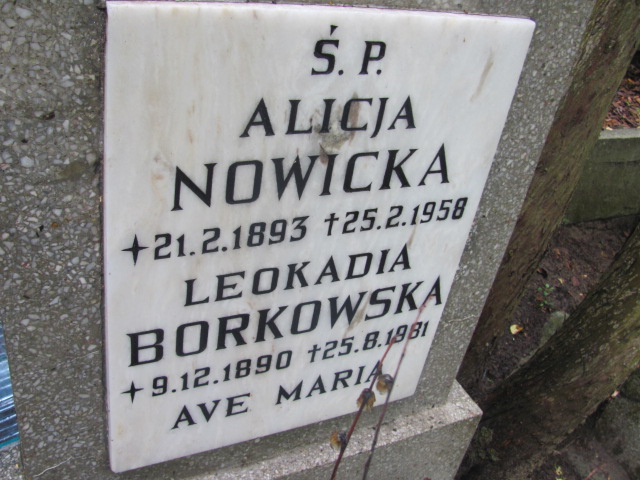 Ś. P.
ALICJA
NOWICKA
✦21.2.1893 †25.2.1958
LEOKADIA
BORKOWSKA
✦9.12.1890 †25.8.1981
AVE MARIA